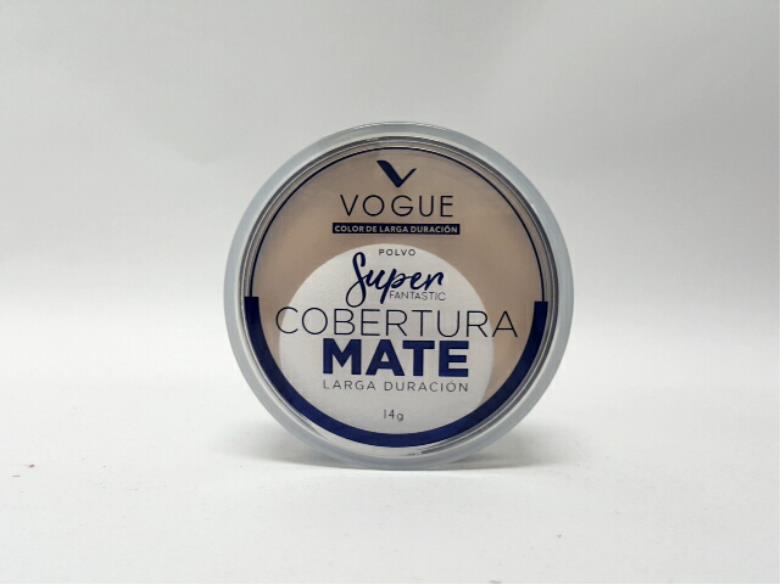 VOGUE
COLOR DE LARGA DURACIÓN
POLVO
Super
FANTASTIC
COBERTURA
MATE
LARGA DURACIÓN
14g